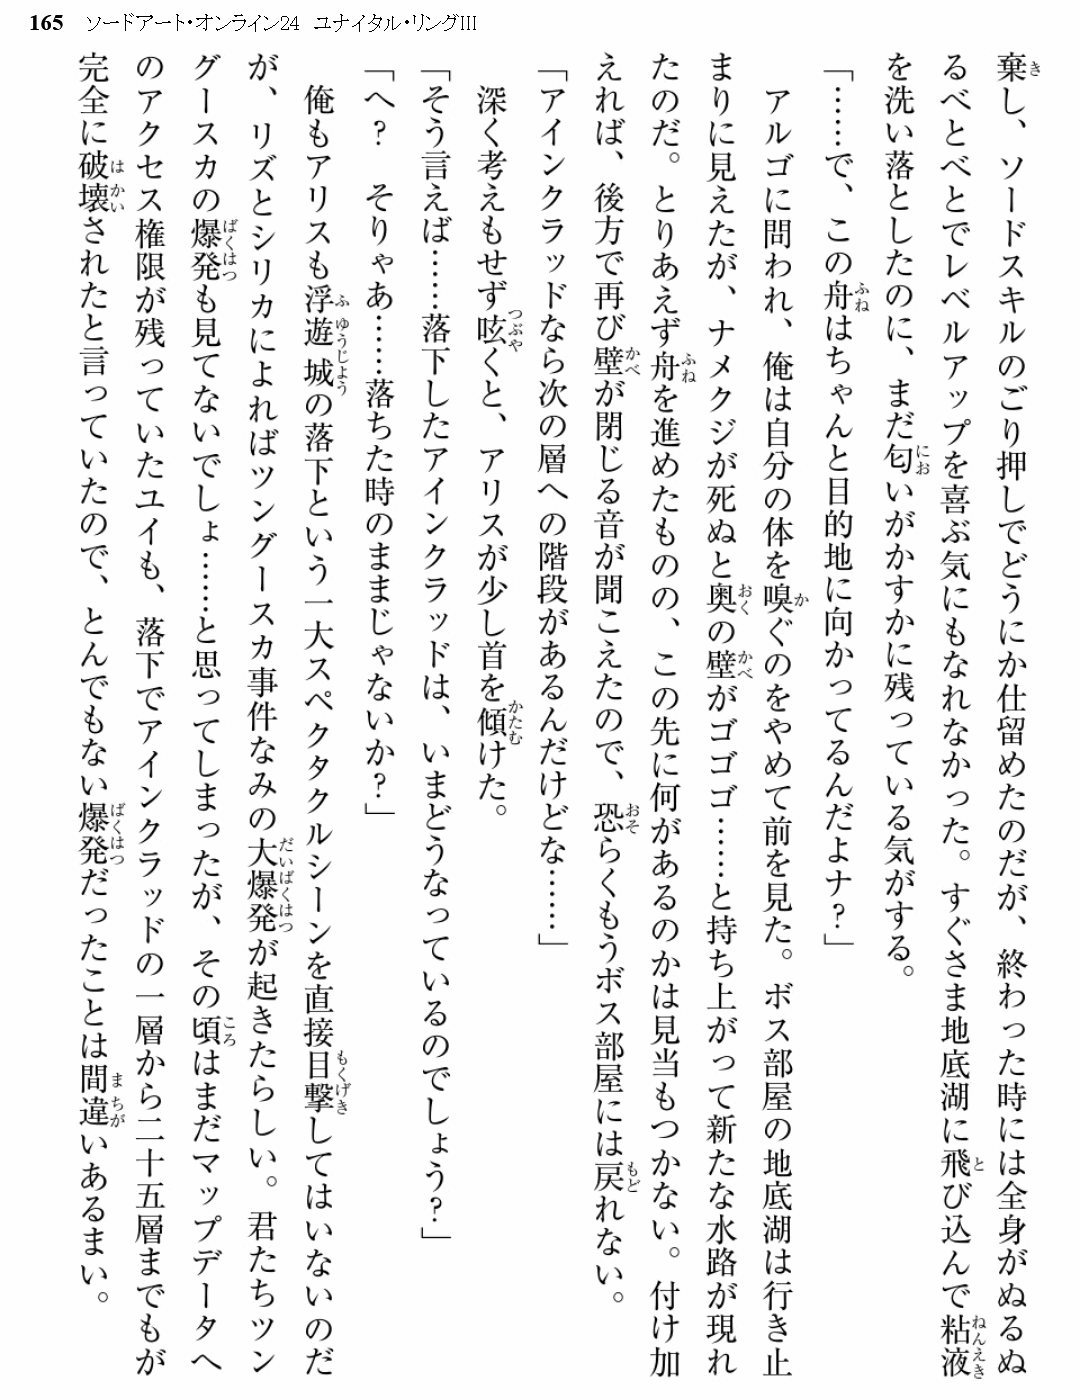 165 ソードアート・オンライン24 ユナイタル・リングIII
棄し、ソードスキルのごり押しでどうにか仕留めたのだが、終わった時には全身がぬるぬ
るべとべとでレベルアップを喜ぶ気にもなれなかった。すぐさま地底湖に飛び込んで粘液
を洗い落としたのに、まだ匂いがかすかに残っている気がする。
「……で、この舟はちゃんと目的地に向かってるんだよナ？」
アルゴに問われ、俺は自分の体を嗅ぐのをやめて前を見た。ボス部屋の地底湖は行き止
まりに見えたが、ナメクジが死ぬと奥の壁がゴゴゴ……と持ち上がって新たな水路が現れ
たのだ。とりあえず舟を進めたものの、この先に何があるのかは見当もつかない。付け加
えれば、後方で再び壁が閉じる音が聞こえたので、恐らくもうボス部屋には戻れない。
「アインクラッドなら次の層への階段があるんだけどな……」
深く考えもせず呟くと、アリスが少し首を傾けた。
「そう言えば……落下したアインクラッドは、いまどうなっているのでしょう？」
「へ？　そりゃあ……落ちた時のままじゃないか？」
俺もアリスも浮遊城の落下という一大スペクタクルシーンを直接目撃してはいないのだ
が、リズとシリカによればツングースカ事件なみの大爆発が起きたらしい。君たちツン
グースカの爆発も見てないでしょ……と思ってしまったが、その頃はまだマップデータへ
のアクセス権限が残っていたユイも、落下でアインクラッドの一層から二十五層までもが
完全に破壊されたと言っていたので、とんでもない爆発だったことは間違いあるまい。